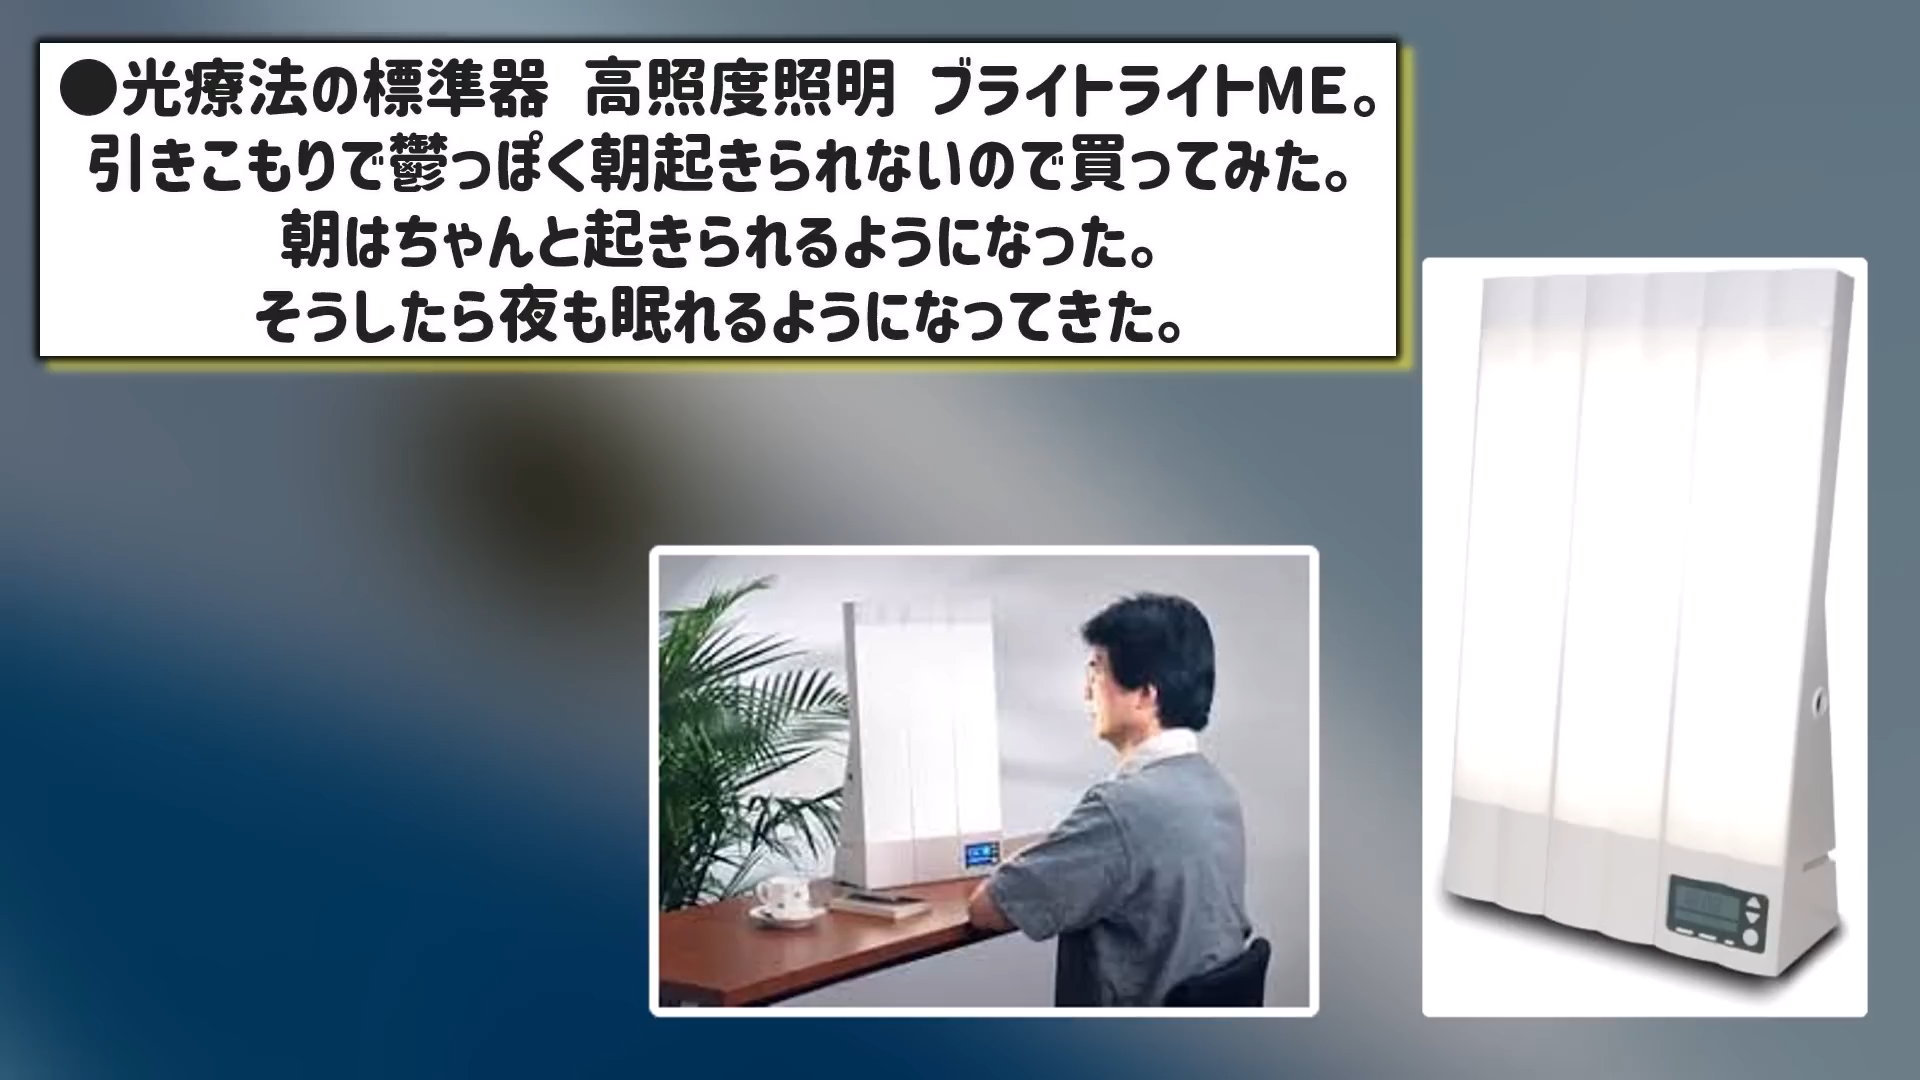 ●光療法の標準器 高照度照明 ブライトライトME。
引きこもりで鬱っぽく朝起きられないので買ってみた。
朝はちゃんと起きられるようになった。
そうしたら夜も眠れるようになってきた。